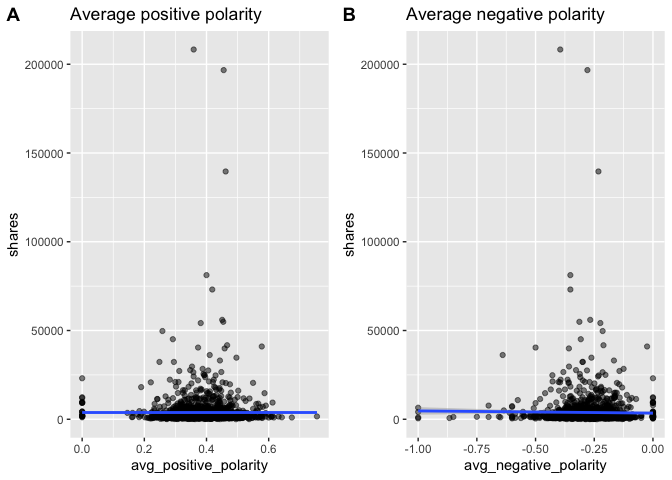 A
Average positive polarity
200000
150000
100000
50000
0
shares
0.0 0.2 0.4 0.6
avg_positive_polarity
B
Average negative polarity
200000
150000
100000
50000
0
shares
-1.00 -0.75 -0.50 -0.25 0.00
avg_negative_polarity